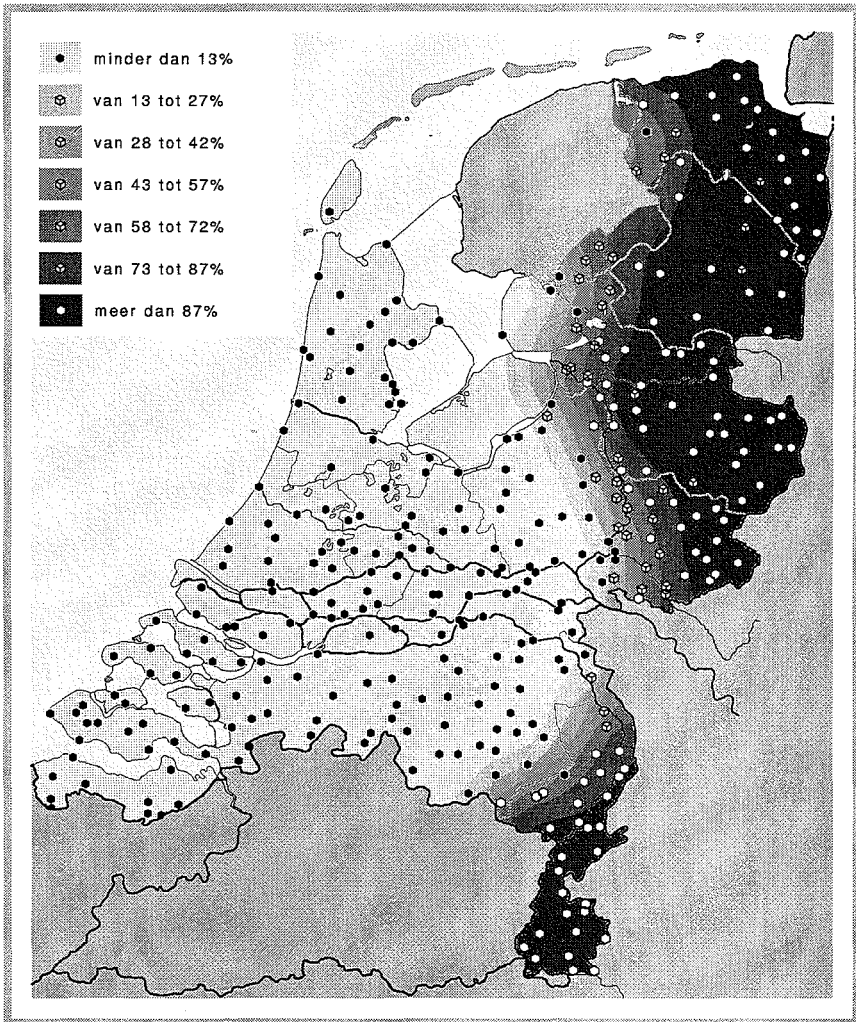 minder dan 13%
van 13 tot 27%
van 28 tot 42%
van 43 tot 57%
van 58 tot 72%
van 73 tot 87%
meer dan 87%